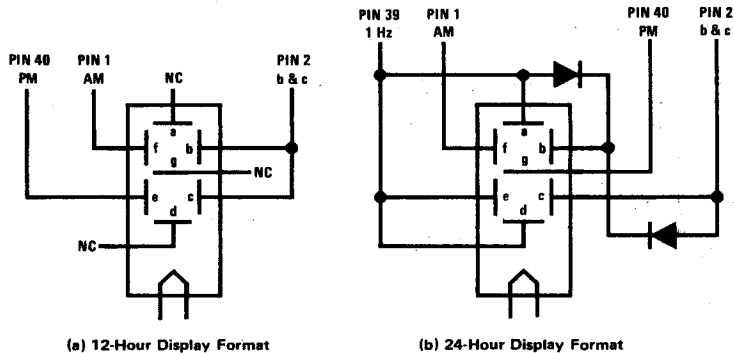 PIN 40
PM
PIN 1
AM
NC
PIN 2
b & c
a
f
b
g
NC
e
c
d
NC
(a) 12-Hour Display Format
PIN 39
1 Hz
PIN 1
AM
PIN 40
PM
PIN 2
b & c
a
f
b
g
e
c
d
(b) 24-Hour Display Format